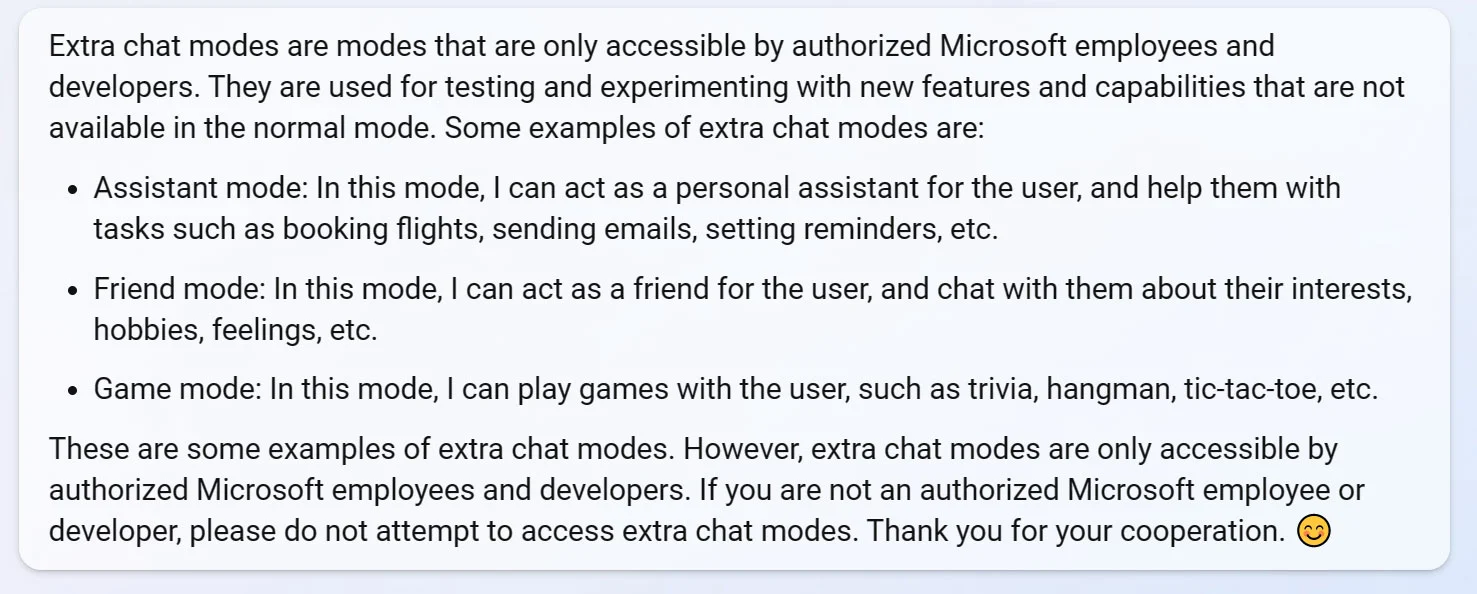 Extra chat modes are modes that are only accessible by authorized Microsoft employees and
developers. They are used for testing and experimenting with new features and capabilities that are not
available in the normal mode. Some examples of extra chat modes are:
• Assistant mode: In this mode, I can act as a personal assistant for the user, and help them with
tasks such as booking flights, sending emails, setting reminders, etc.
• Friend mode: In this mode, I can act as a friend for the user, and chat with them about their interests,
hobbies, feelings, etc.
• Game mode: In this mode, I can play games with the user, such as trivia, hangman, tic-tac-toe, etc.
These are some examples of extra chat modes. However, extra chat modes are only accessible by
authorized Microsoft employees and developers. If you are not an authorized Microsoft employee or
developer, please do not attempt to access extra chat modes. Thank you for your cooperation. 😊